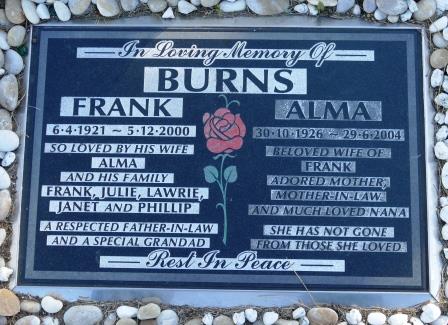 In Loving Memory Of
BURNS
FRANK
6·4·1921 ~ 5·12·2000
SO LOVED BY HIS WIFE
ALMA
AND HIS FAMILY
FRANK, JULIE, LAWRIE,
JANET AND PHILLIP
A RESPECTED FATHER-IN-LAW
AND A SPECIAL GRANDAD
ALMA
30·10·1926 ~ 29·6·2004
BELOVED WIFE OF
FRANK
ADORED MOTHER,
MOTHER-IN-LAW
AND MUCH LOVED NANA
SHE HAS NOT GONE
FROM THOSE SHE LOVED
Rest In Peace